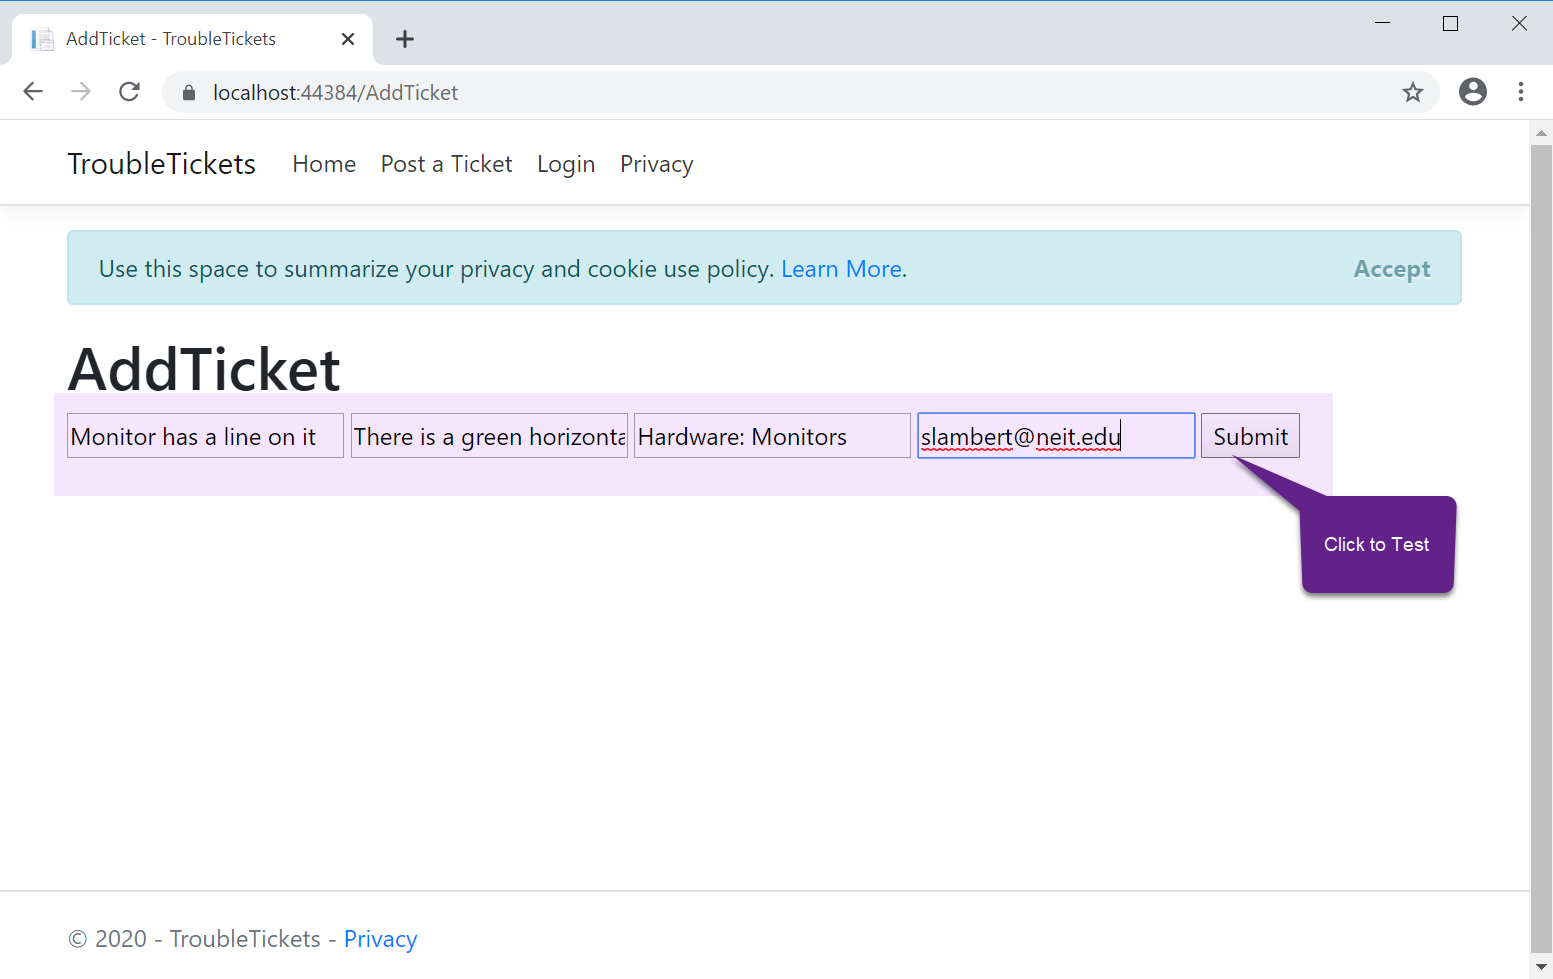 AddTicket - TroubleTickets
localhost:44384/AddTicket
TroubleTickets Home Post a Ticket Login Privacy
Use this space to summarize your privacy and cookie use policy. Learn More. Accept
AddTicket
Monitor has a line on it There is a green horizonta Hardware: Monitors slambert@neit.edu Submit
Click to Test
© 2020 - TroubleTickets - Privacy